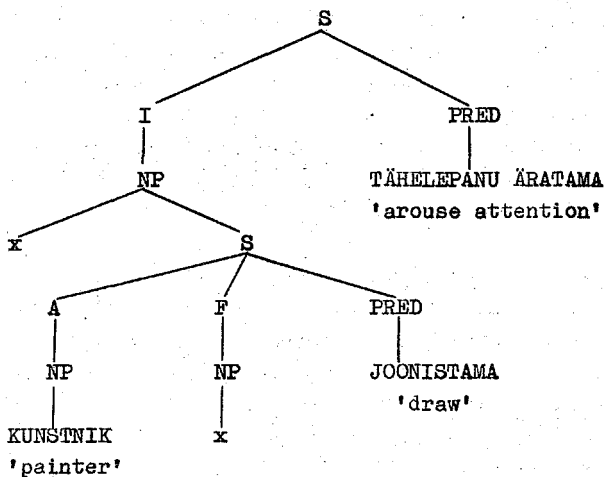 S
I PRED
NP TÄHELEPANU ÄRATAMA
'arouse attention'
x S
A F PRED
NP NP JOONISTAMA
'draw'
KUNSTNIK x
'painter'